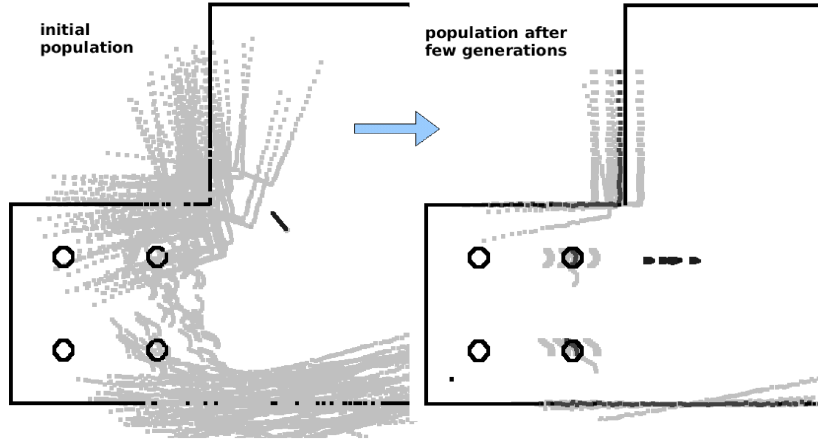 initial
population
population after
few generations